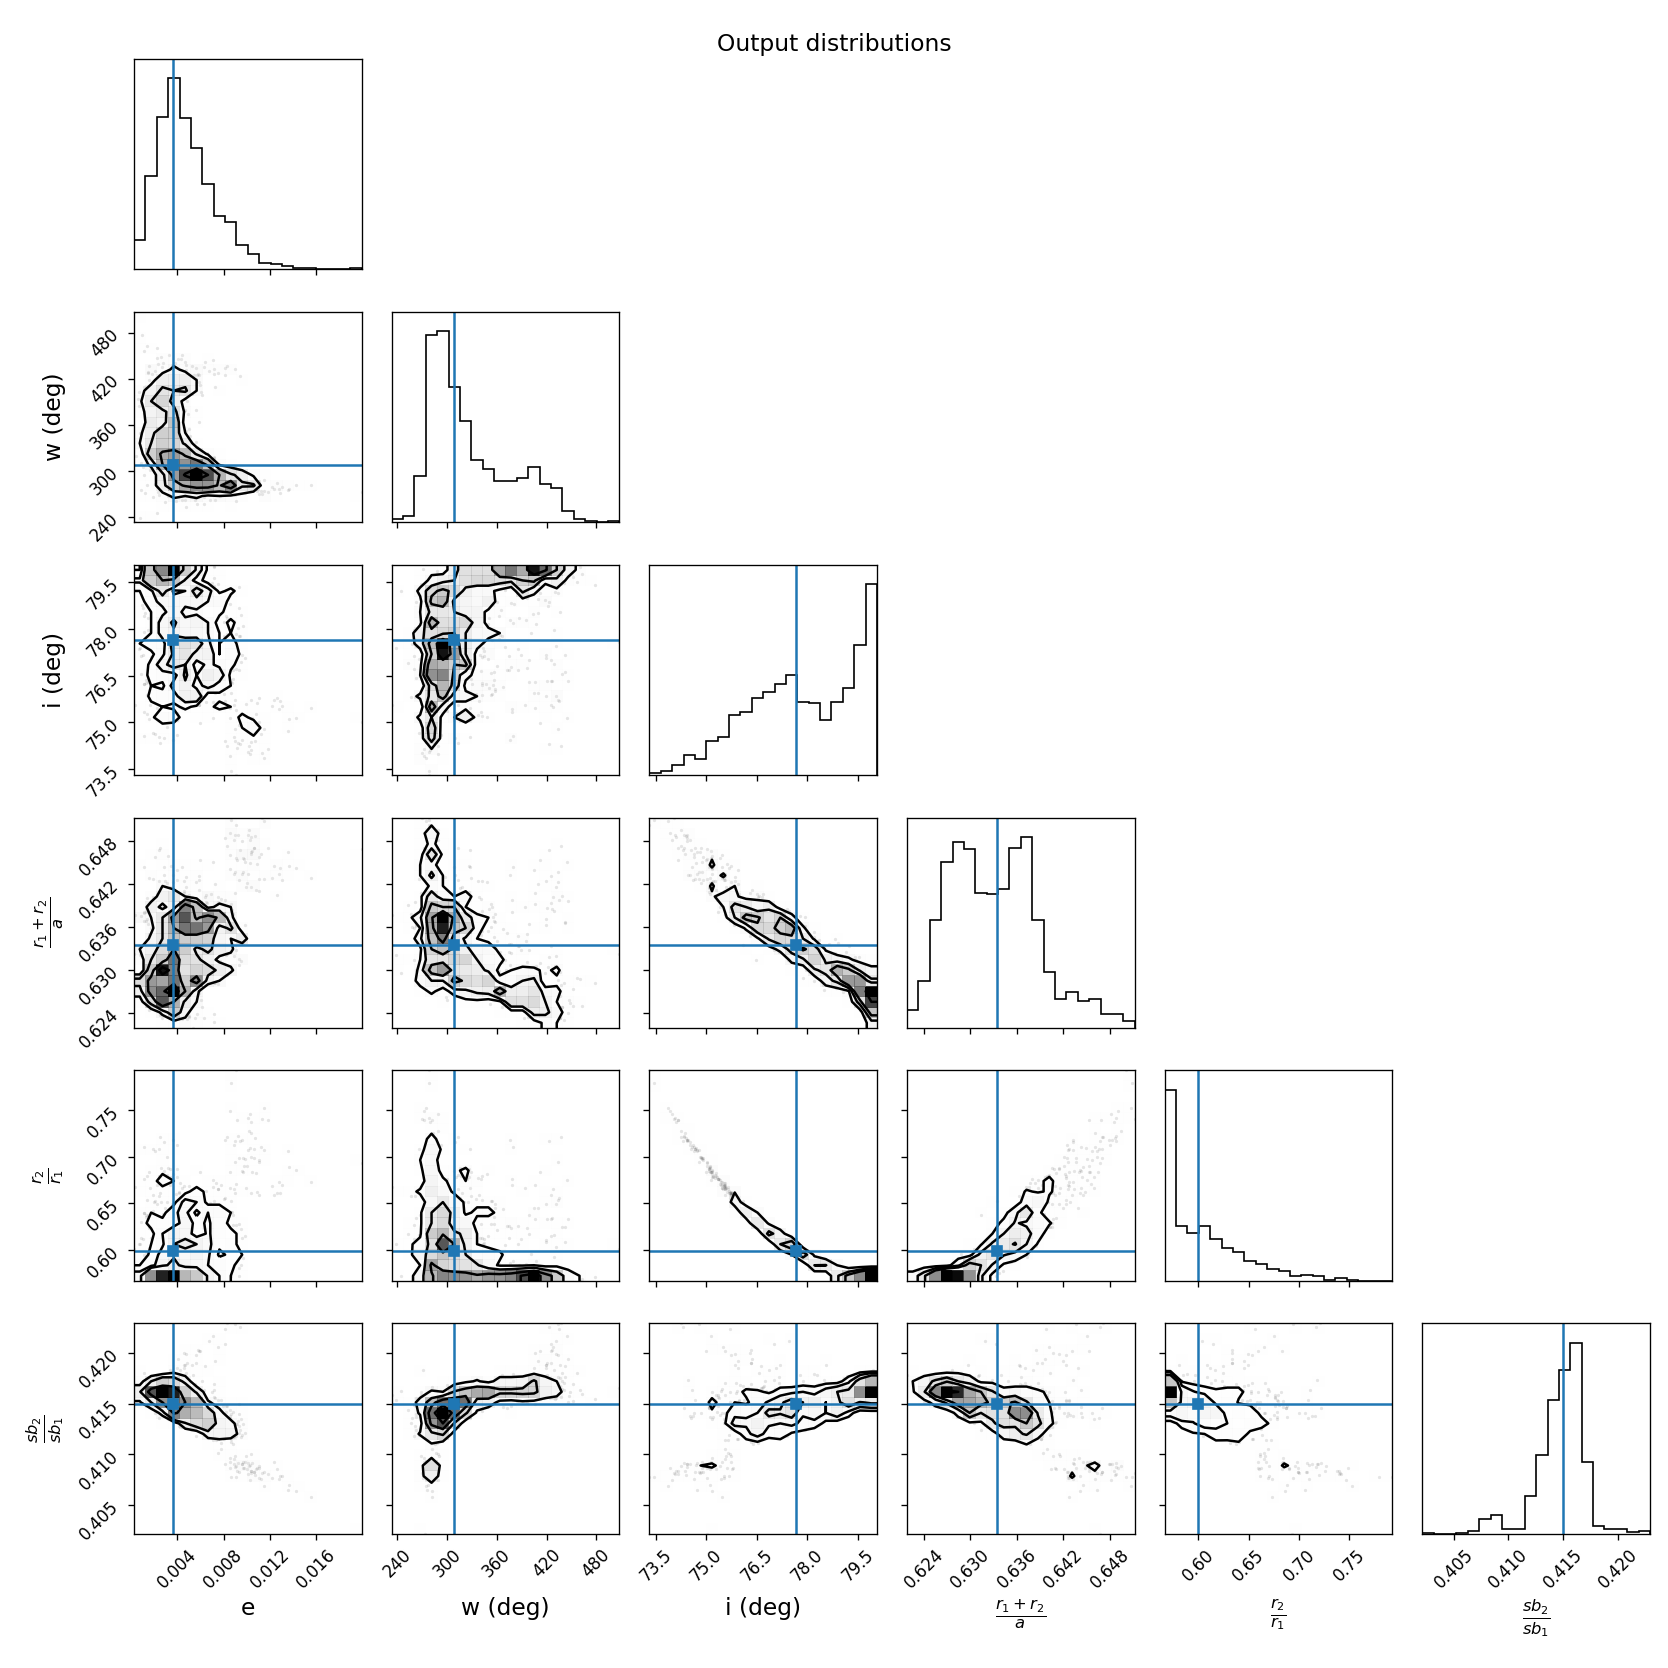 Output distributions
w (deg)
480
420
360
300
240
i (deg)
79.5
78.0
76.5
75.0
73.5
r1 + r2
a
0.648
0.642
0.636
0.630
0.624
r2
r1
0.75
0.70
0.65
0.60
sb2
sb1
0.420
0.415
0.410
0.405
0.004 0.008 0.012 0.016
240 300 360 420 480
73.5 75.0 76.5 78.0 79.5
0.624 0.630 0.636 0.642 0.648
0.60 0.65 0.70 0.75
0.405 0.410 0.415 0.420
e
w (deg)
i (deg)
r1 + r2
a
r2
r1
sb2
sb1